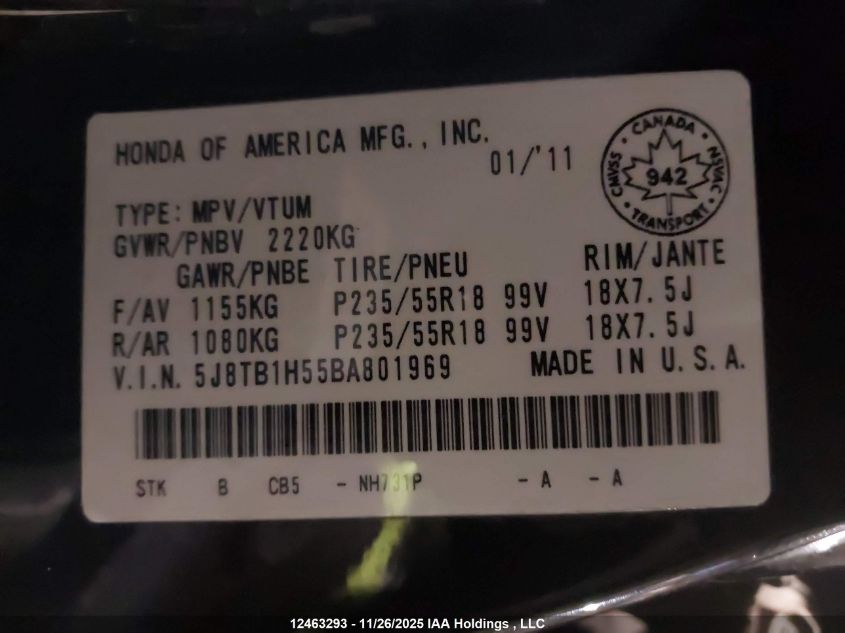 HONDA OF AMERICA MFG., INC.
01/'11
CANADA
CMVSS 942 NSVAC
TRANSPORT
TYPE: MPV/VTUM
GVWR/PNBV 2220KG
GAWR/PNBE TIRE/PNEU RIM/JANTE
F/AV 1155KG P235/55R18 99V 18X7.5J
R/AR 1080KG P235/55R18 99V 18X7.5J
V.I.N. 5J8TB1H55BA801969 MADE IN U.S.A.
STK B CB5 - NH731P - A - A
12463293 - 11/26/2025 IAA Holdings , LLC